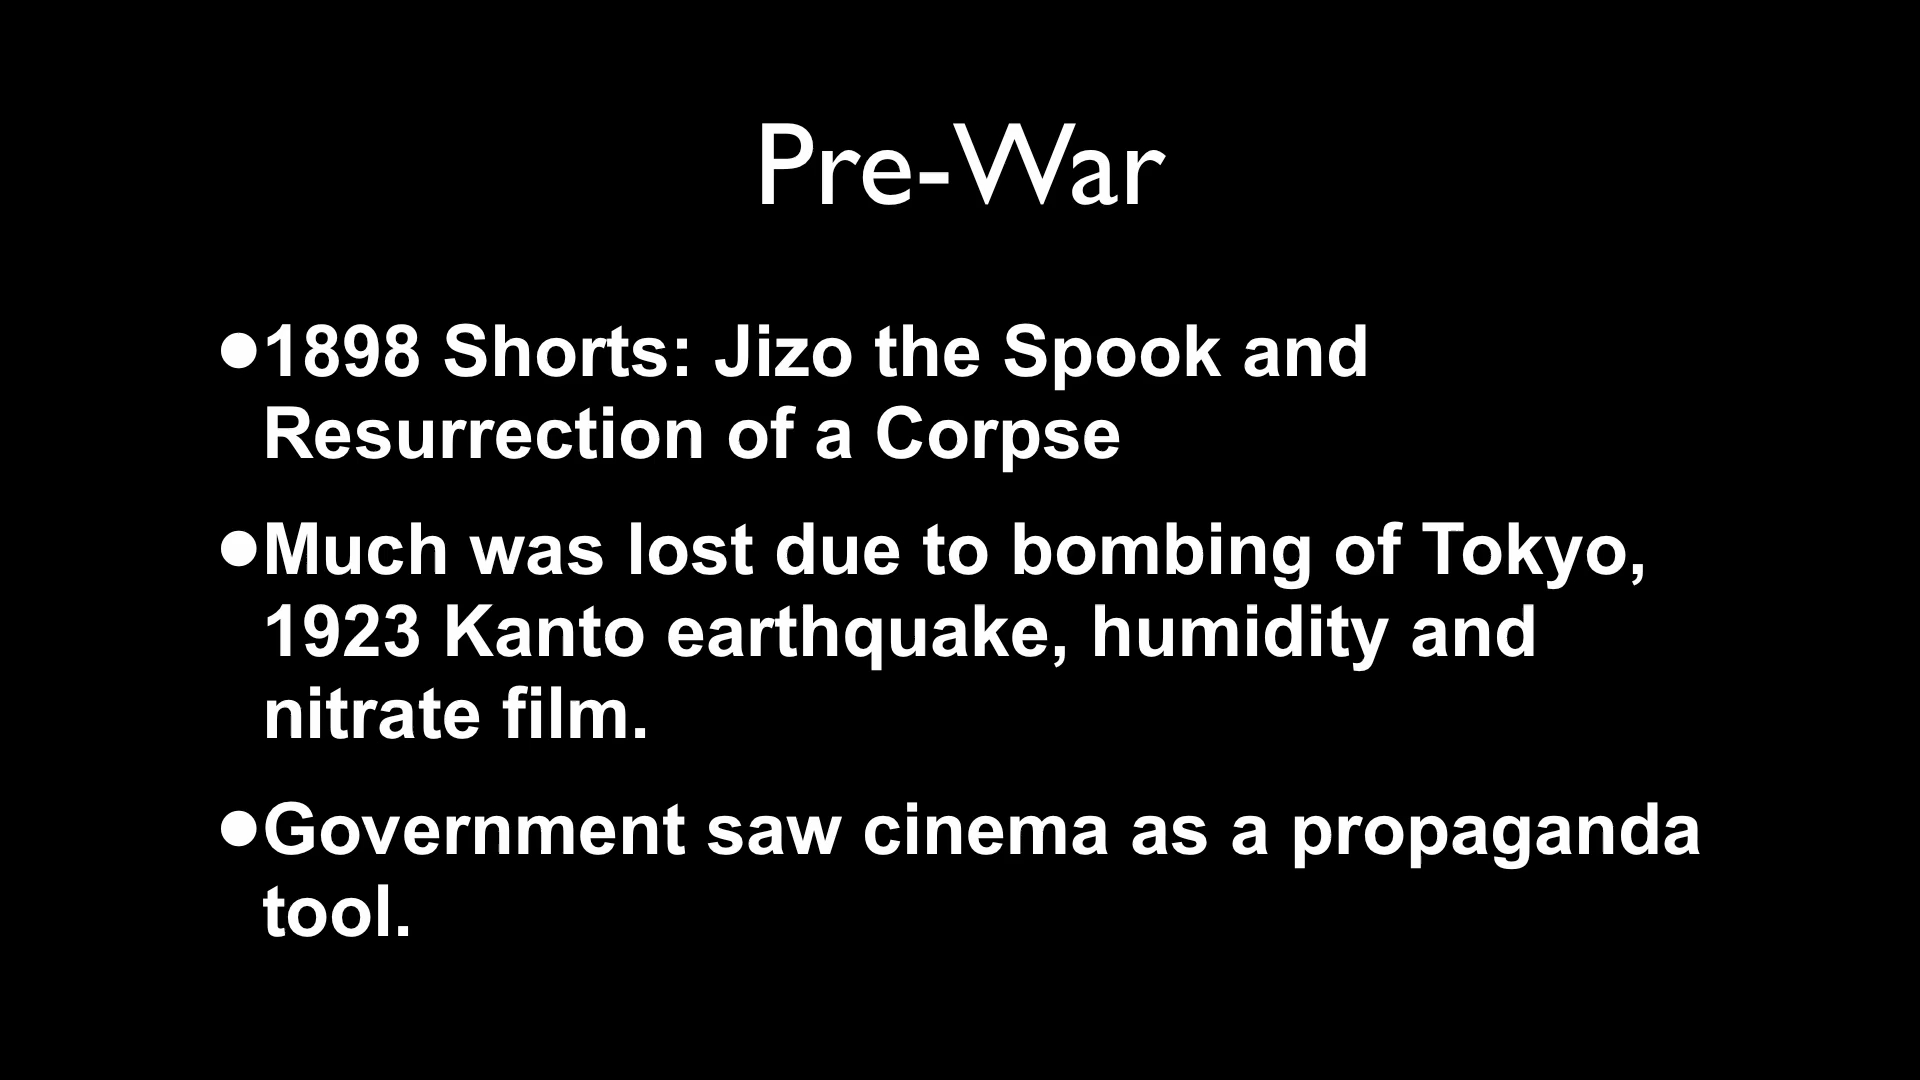 Pre-War
•1898 Shorts: Jizo the Spook and
Resurrection of a Corpse
•Much was lost due to bombing of Tokyo,
1923 Kanto earthquake, humidity and
nitrate film.
•Government saw cinema as a propaganda
tool.